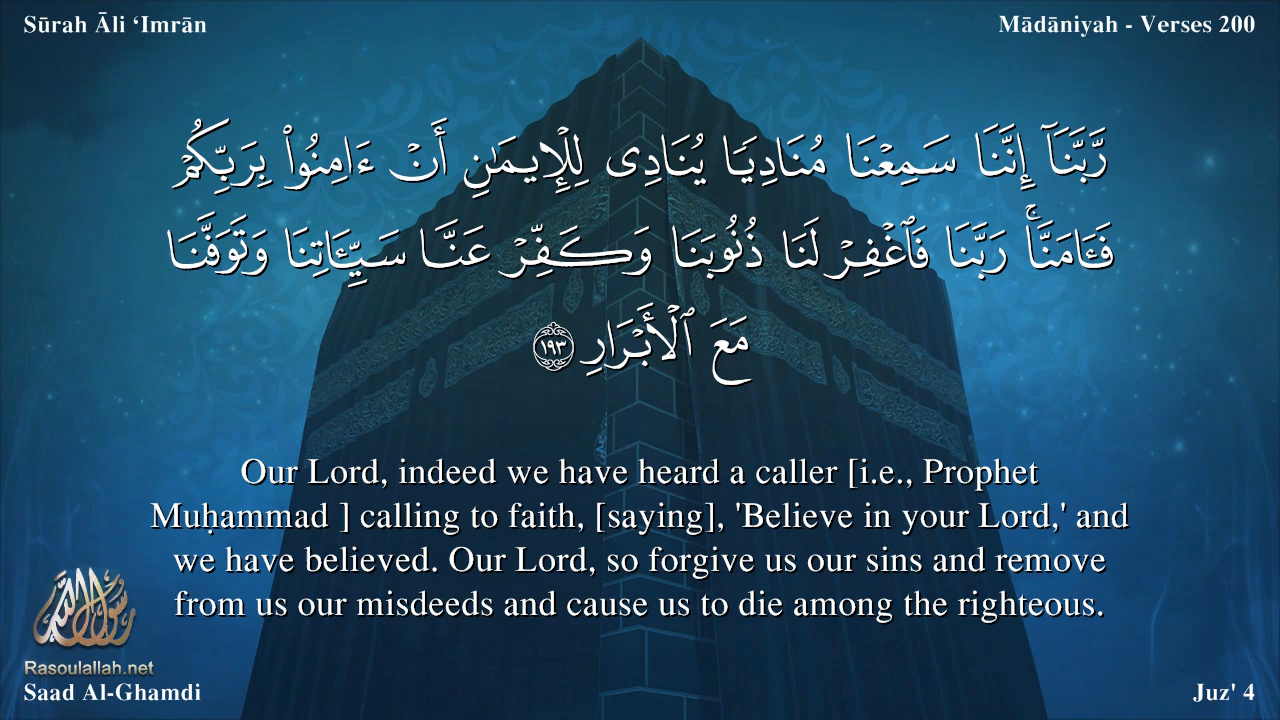 Sūrah Āli ‘Imrān
Mādāniyah - Verses 200
رَّبَّنَآ إِنَّنَا سَمِعْنَا مُنَادِيًا يُنَادِى لِلْإِيمَـٰنِ أَنْ ءَامِنُوا۟ بِرَبِّكُمْ
فَـَٔامَنَّا ۚ رَبَّنَا فَٱغْفِرْ لَنَا ذُنُوبَنَا وَكَفِّرْ عَنَّا سَيِّـَٔاتِنَا وَتَوَفَّنَا
مَعَ ٱلْأَبْرَارِ ١٩٣
Our Lord, indeed we have heard a caller [i.e., Prophet
Muḥammad ] calling to faith, [saying], 'Believe in your Lord,' and
we have believed. Our Lord, so forgive us our sins and remove
from us our misdeeds and cause us to die among the righteous.
رسول الله
Rasoulallah.net
Saad Al-Ghamdi
Juz' 4